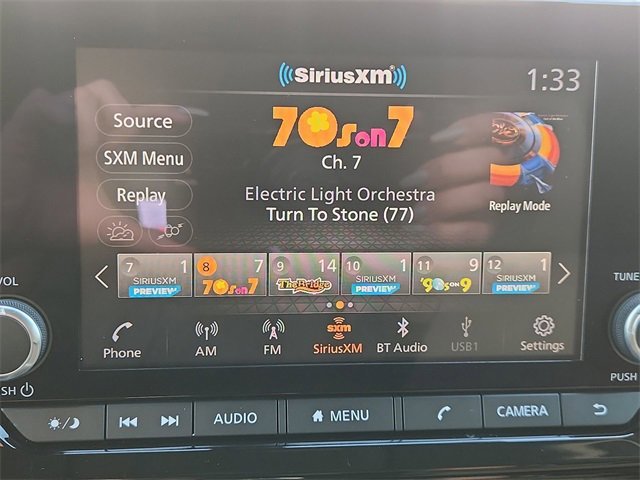 SiriusXM
1:33
Source
70s on 7
SXM Menu
Ch. 7
Replay
Electric Light Orchestra
Turn To Stone (77)
Replay Mode
7 1 SIRIUSXM PREVIEW
8 7 70s on 7
9 14 The Bridge
10 1 SIRIUSXM PREVIEW
11 9 '90s on 9
12 1 SIRIUSXM PREVIEW
VOL
TUNE
Phone
AM
FM
sxm
SiriusXM
BT Audio
USB1
Settings
SH
PUSH
AUDIO
MENU
CAMERA